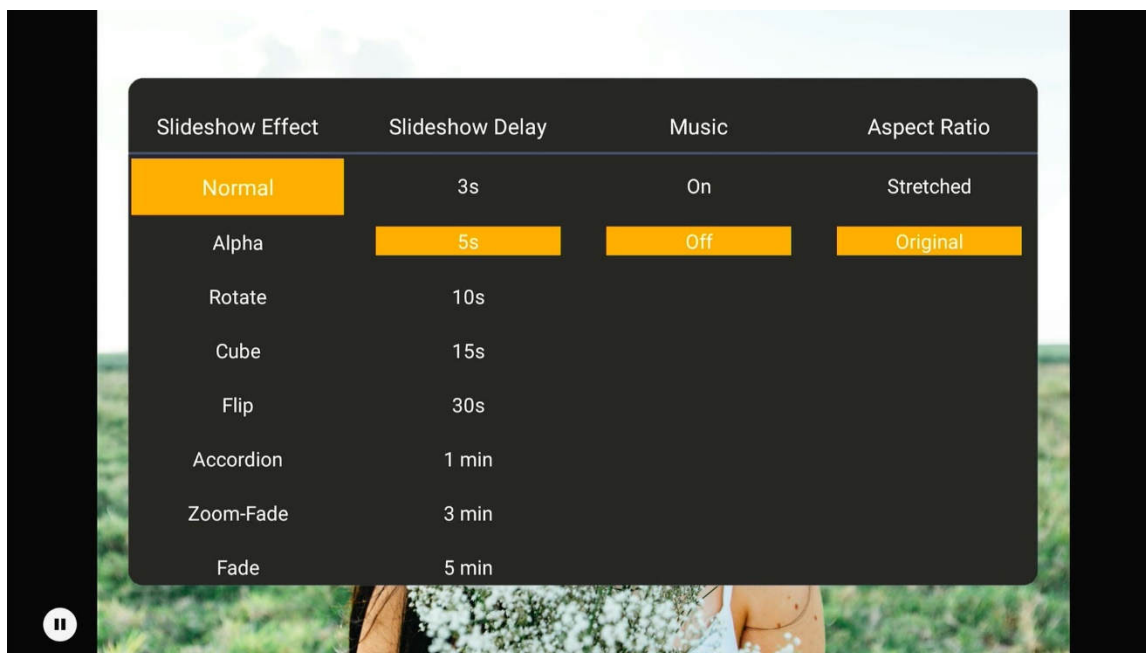 Slideshow Effect Slideshow Delay Music Aspect Ratio
Normal 3s On Stretched
Alpha 5s Off Original
Rotate 10s
Cube 15s
Flip 30s
Accordion 1 min
Zoom-Fade 3 min
Fade 5 min